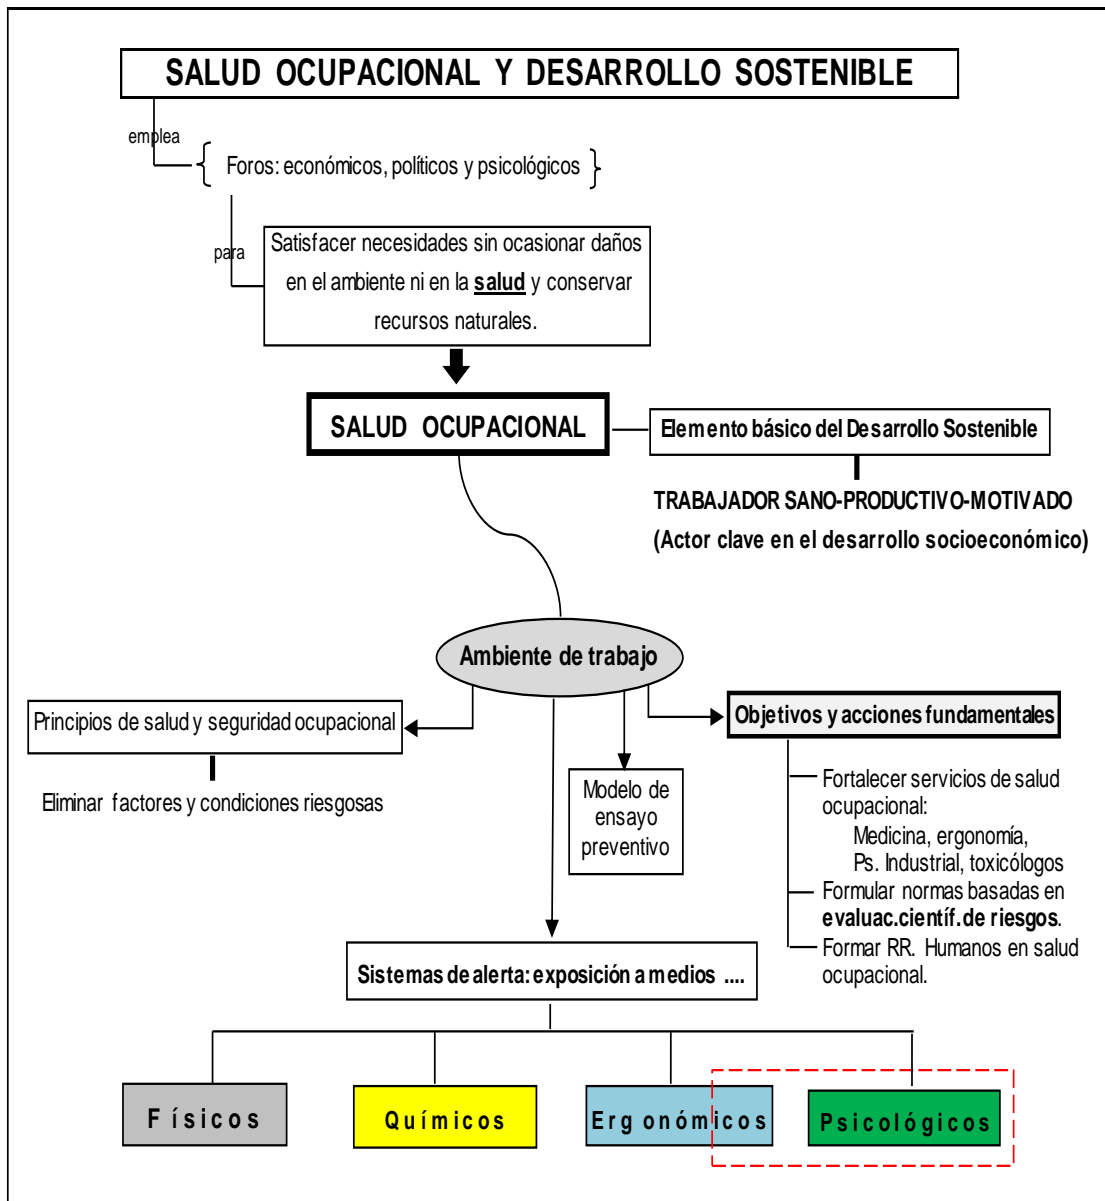 SALUD OCUPACIONAL Y DESARROLLO SOSTENIBLE
emplea
Foros: económicos, políticos y psicológicos
para
Satisfacer necesidades sin ocasionar daños
en el ambiente ni en la salud y conservar
recursos naturales.
SALUD OCUPACIONAL
Elemento básico del Desarrollo Sostenible
TRABAJADOR SANO-PRODUCTIVO-MOTIVADO
(Actor clave en el desarrollo socioeconómico)
Ambiente de trabajo
Principios de salud y seguridad ocupacional
Eliminar factores y condiciones riesgosas
Modelo de
ensayo
preventivo
Objetivos y acciones fundamentales
Fortalecer servicios de salud
ocupacional:
Medicina, ergonomía,
Ps. Industrial, toxicólogos
Formular normas basadas en
evaluac.científ.de riesgos.
Formar RR. Humanos en salud
ocupacional.
Sistemas de alerta: exposición a medios ....
Físicos
Químicos
Ergonómicos
Psicológicos